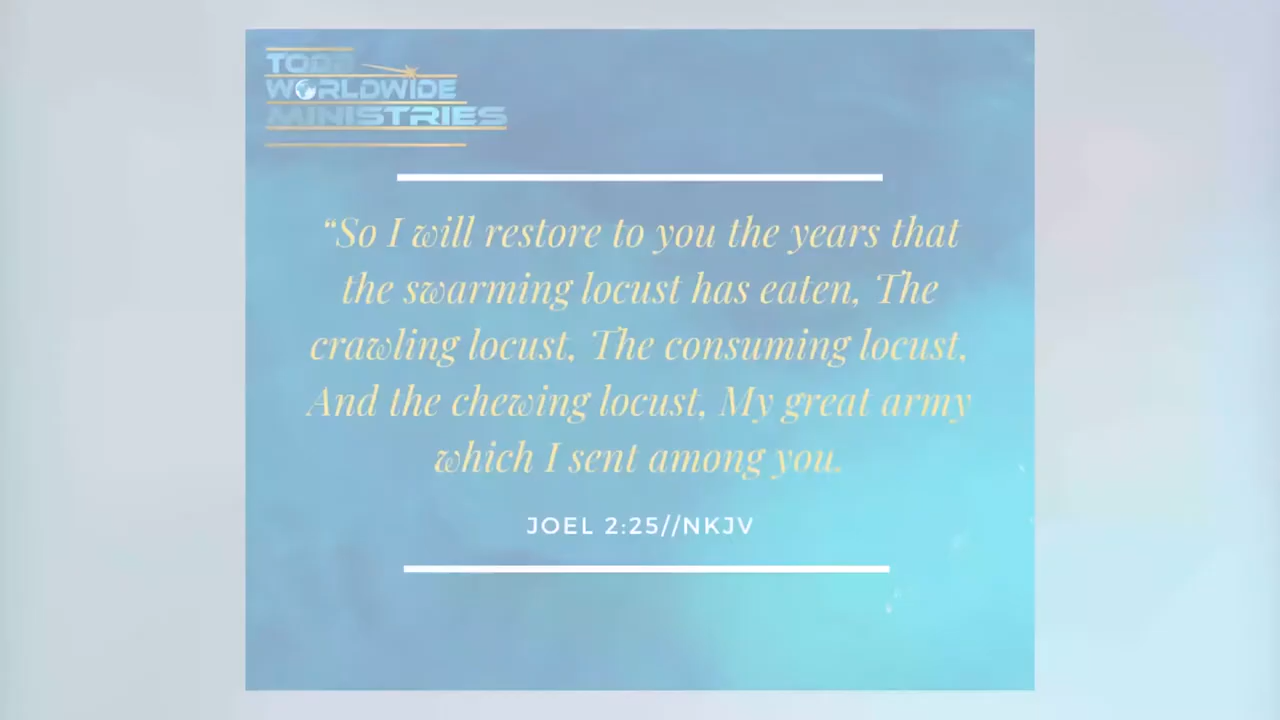 TODD
WORLDWIDE
MINISTRIES
“So I will restore to you the years that
the swarming locust has eaten, The
crawling locust, The consuming locust,
And the chewing locust, My great army
which I sent among you.
JOEL 2:25//NKJV